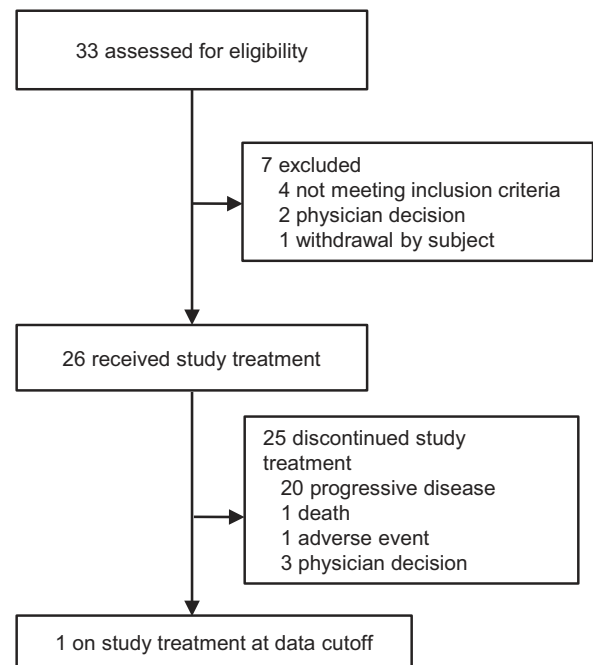 33 assessed for eligibility
7 excluded
4 not meeting inclusion criteria
2 physician decision
1 withdrawal by subject
26 received study treatment
25 discontinued study
treatment
20 progressive disease
1 death
1 adverse event
3 physician decision
1 on study treatment at data cutoff